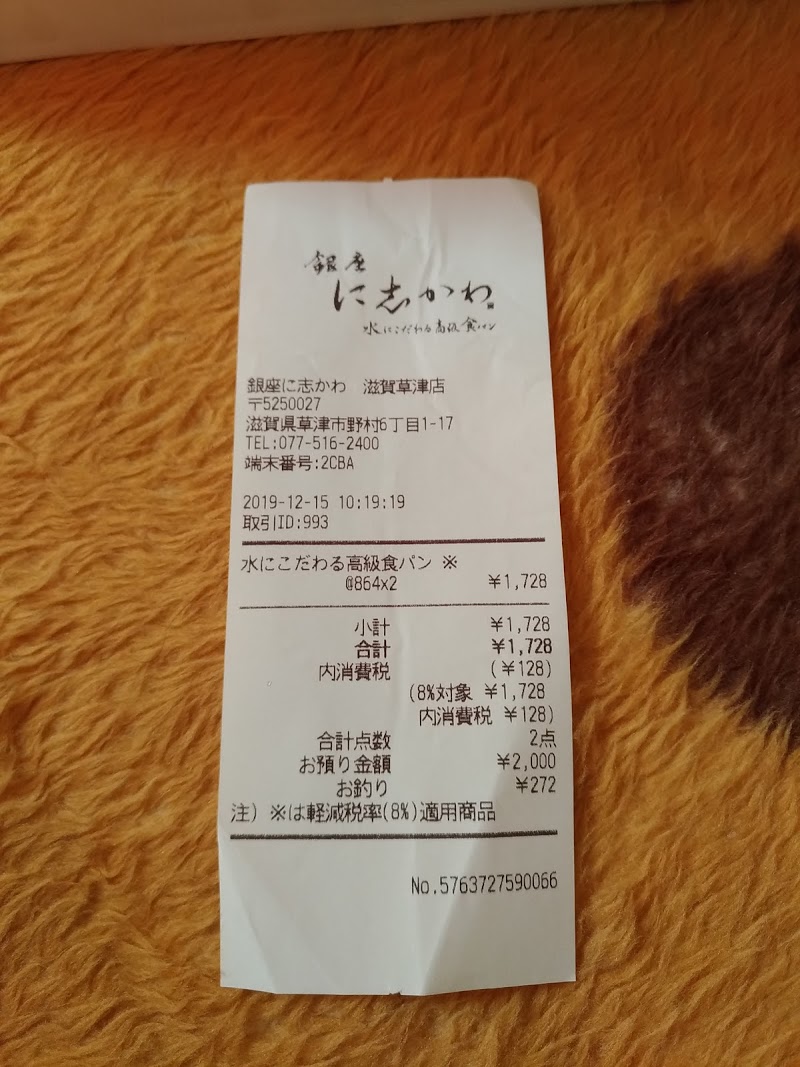 銀座
に志かわ
水にこだわる高級食パン
銀座に志かわ　滋賀草津店
〒5250027
滋賀県草津市野村6丁目1-17
TEL:077-516-2400
端末番号:2CBA
2019-12-15 10:19:19
取引ID:993
水にこだわる高級食パン ※
@864x2 ¥1,728
小計 ¥1,728
合計 ¥1,728
内消費税 (¥128)
(8%対象 ¥1,728
内消費税 ¥128)
合計点数 2点
お預り金額 ¥2,000
お釣り ¥272
注) ※は軽減税率(8%)適用商品
No.5763727590066